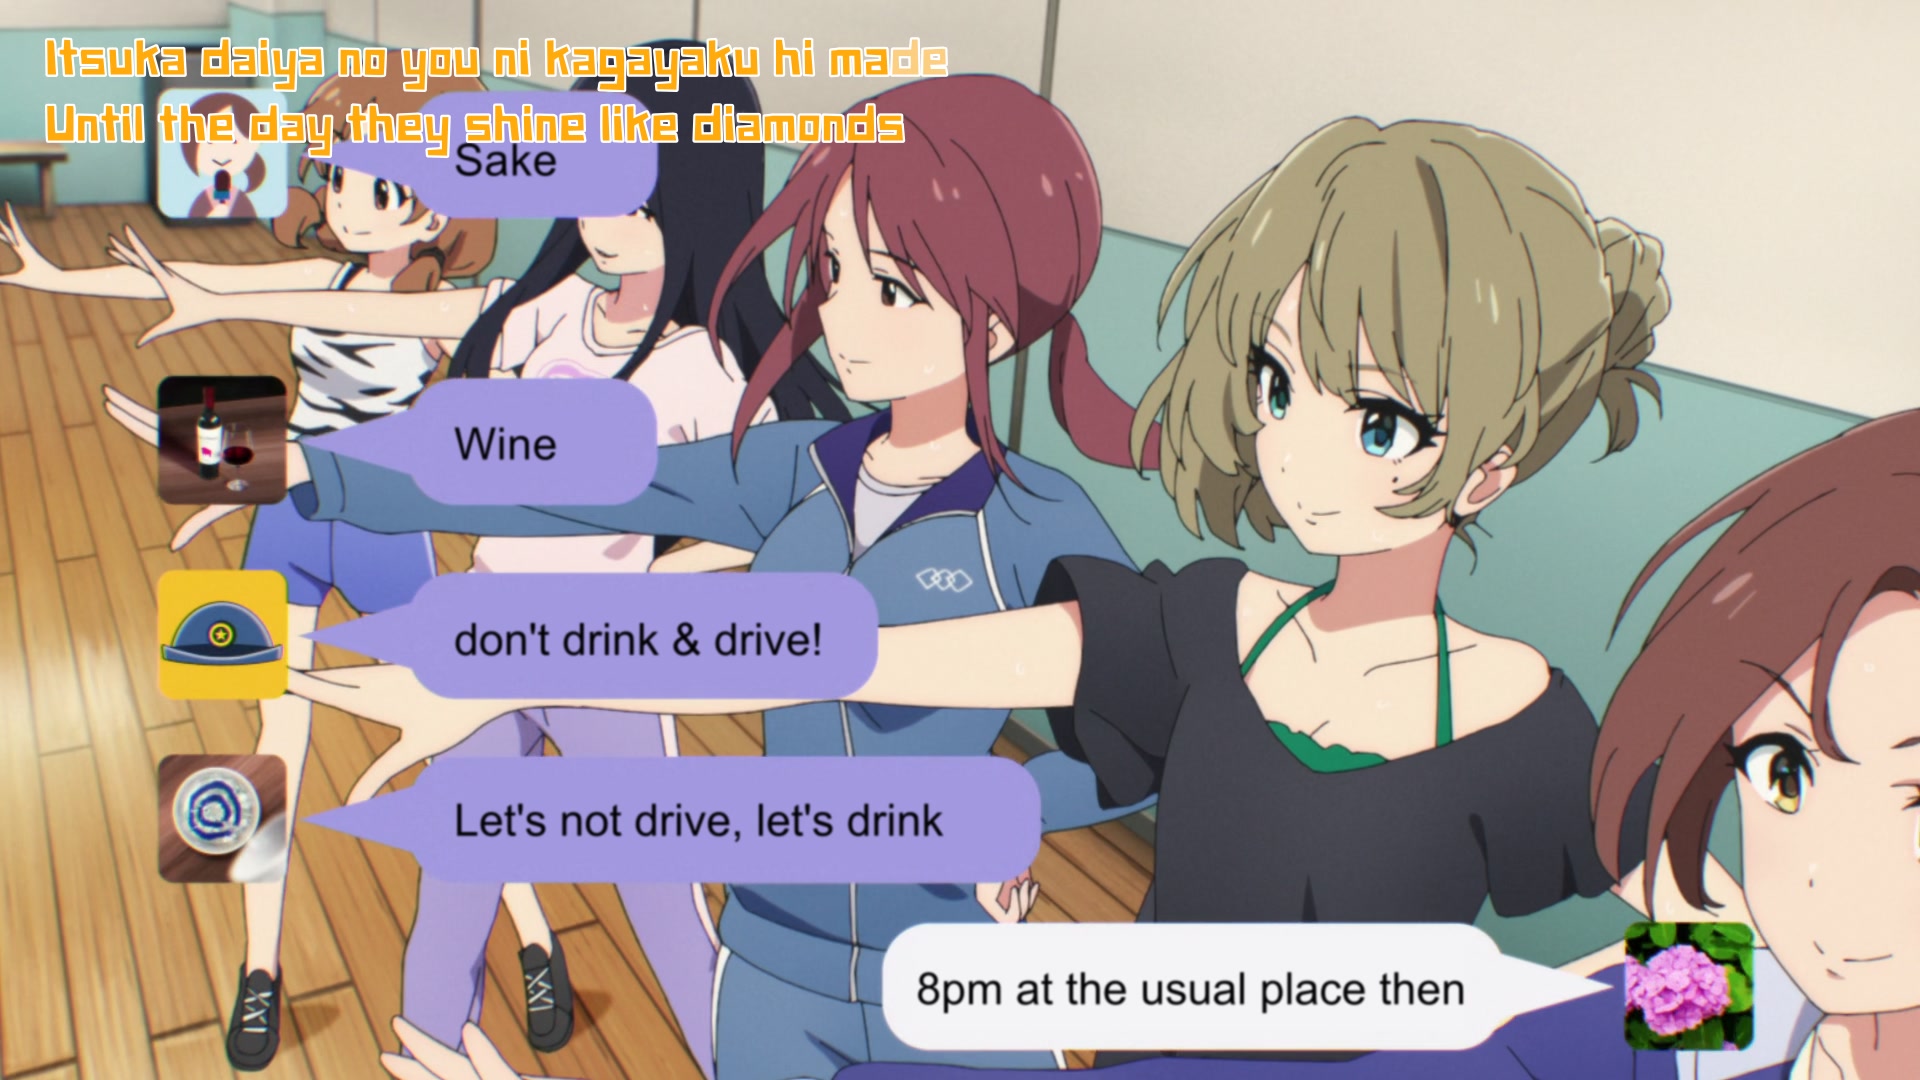 Itsuka daiya no you ni kagayaku hi made
Until the day they shine like diamonds
Sake
Wine
don't drink & drive!
Let's not drive, let's drink
8pm at the usual place then